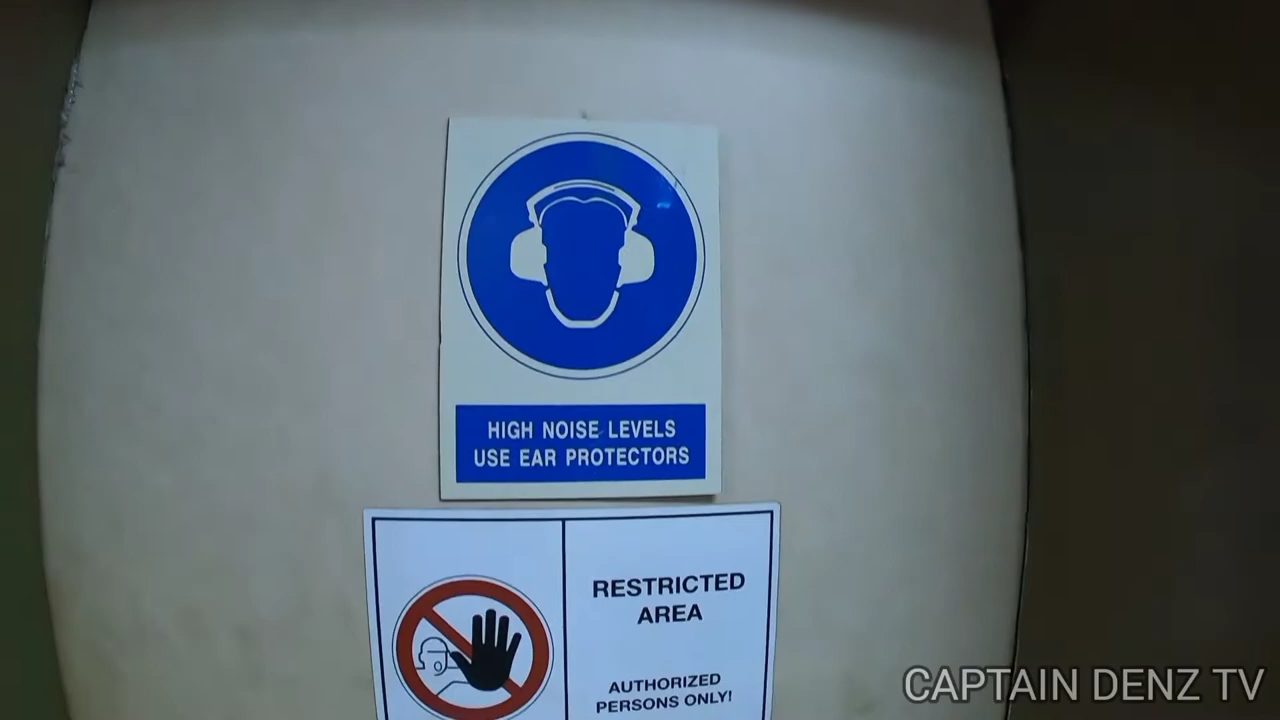 HIGH NOISE LEVELS
USE EAR PROTECTORS
RESTRICTED
AREA
AUTHORIZED
PERSONS ONLY!
CAPTAIN DENZ TV